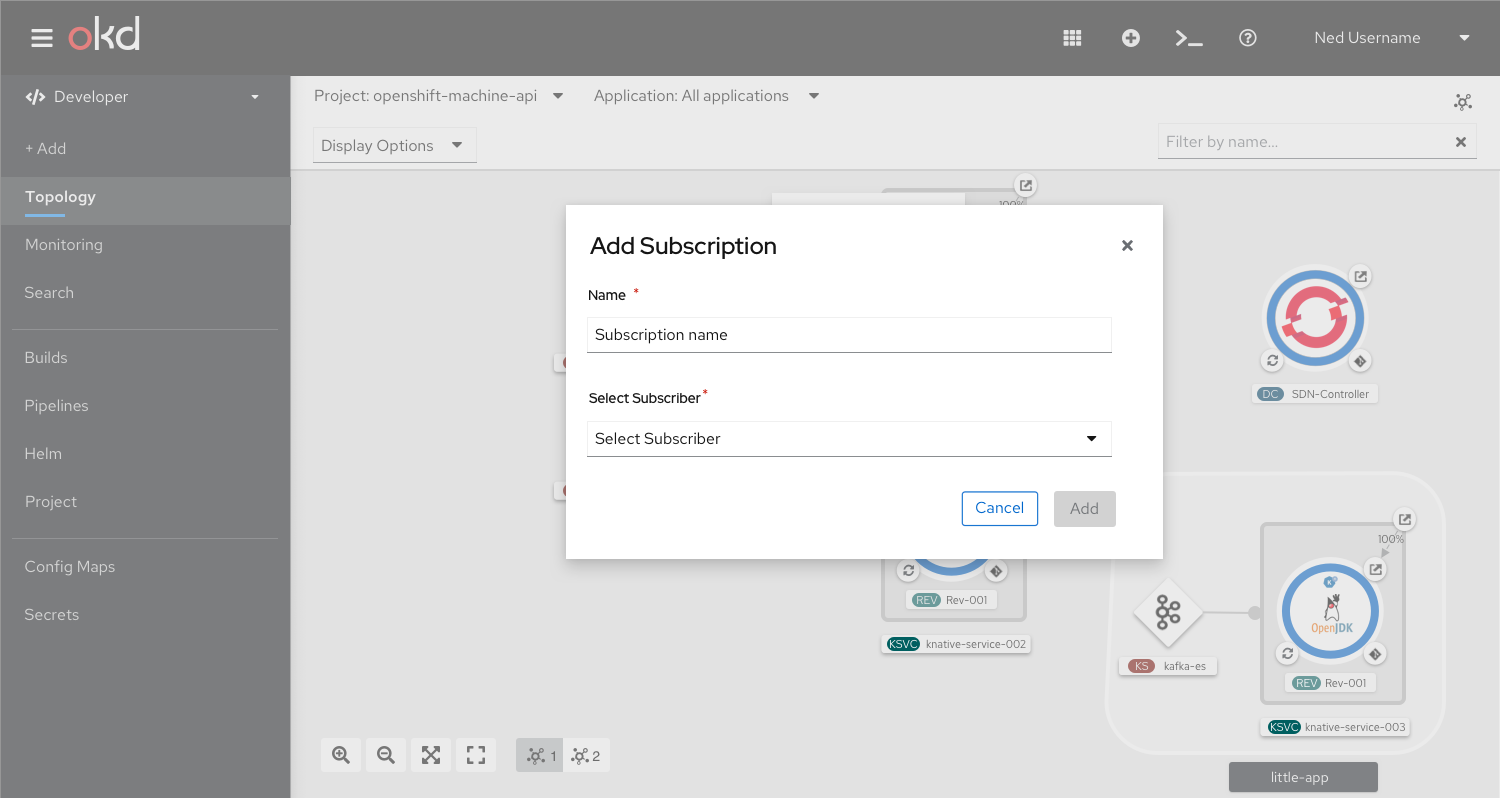 okd
Ned Username
Developer
Project: openshift-machine-api
Application: All applications
+ Add
Display Options
Filter by name...
Topology
Monitoring
Search
Builds
Pipelines
Helm
Project
Config Maps
Secrets
100%
Add Subscription
Name *
Subscription name
Select Subscriber *
Select Subscriber
Cancel
Add
DC SDN-Controller
REV Rev-001
KSVC knative-service-002
100%
OpenJDK
KS kafka-es
REV Rev-001
KSVC knative-service-003
1
2
little-app